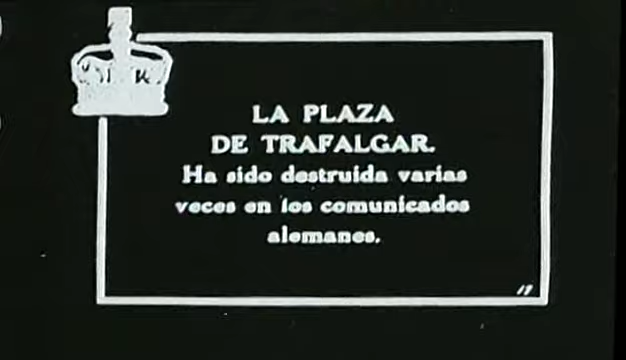 LA PLAZA
DE TRAFALGAR.
Ha sido destruida varias
veces en los comunicados
alemanes.